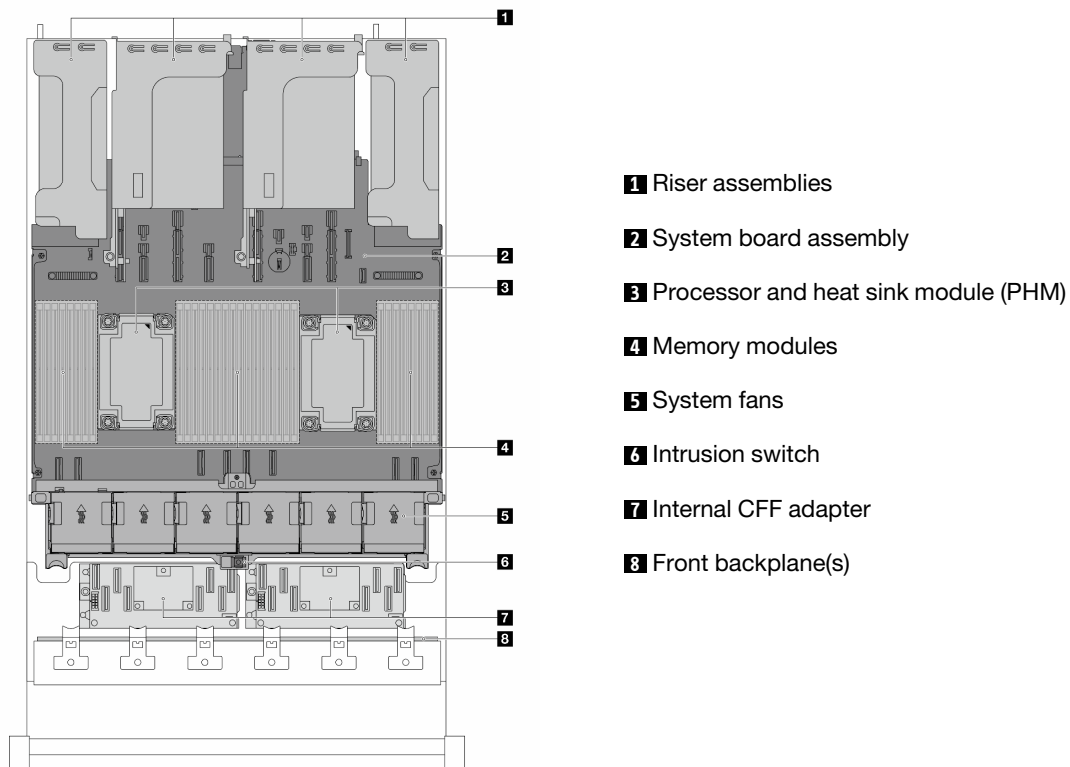 1
2
3
4
5
6
7
8
1 Riser assemblies
2 System board assembly
3 Processor and heat sink module (PHM)
4 Memory modules
5 System fans
6 Intrusion switch
7 Internal CFF adapter
8 Front backplane(s)